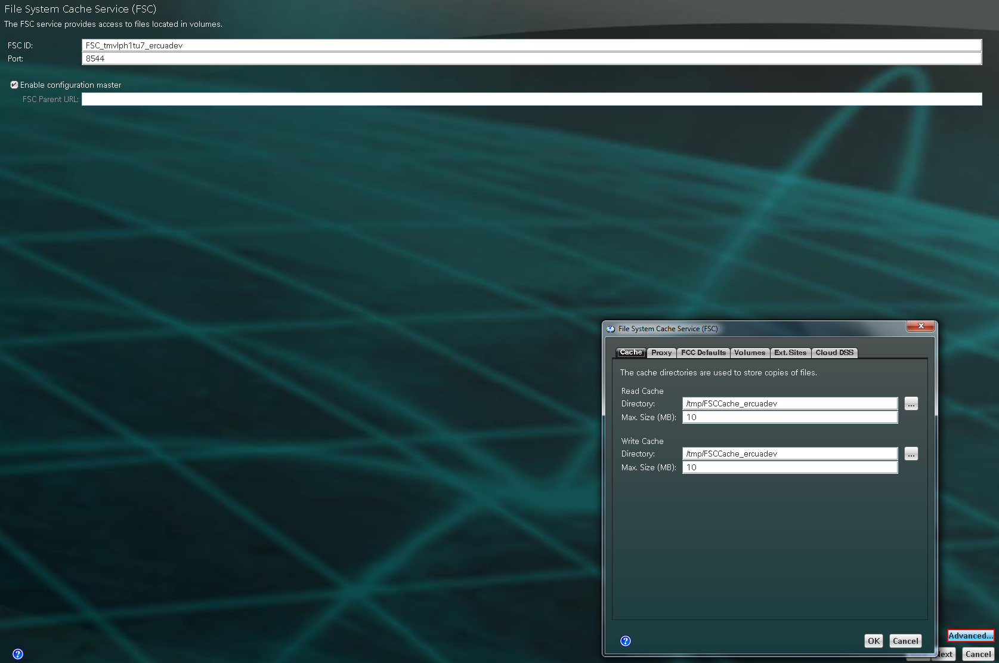 File System Cache Service (FSC)
The FSC service provides access to files located in volumes.
FSC ID: FSC_tmvlph1tu7_ercuadev
Port: 8544
Enable configuration master
FSC Parent URL:
File System Cache Service (FSC)
Cache Proxy FCC Defaults Volumes Ext. Sites Cloud DSS
The cache directories are used to store copies of files.
Read Cache
Directory: /tmp/FSCCache_ercuadev ...
Max. Size (MB): 10
Write Cache
Directory: /tmp/FSCCache_ercuadev ...
Max. Size (MB): 10
OK Cancel
Advanced...
Cancel